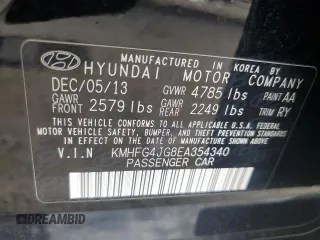 MANUFACTURED IN KOREA BY
HYUNDAI MOTOR COMPANY
DEC/05/13 GVWR 4785 lbs PAINT AA
GAWR FRONT 2579 lbs GAWR REAR 2249 lbs TRIM RY
THIS VEHICLE CONFORMS TO ALL APPLICABLE FEDERAL MOTOR VEHICLE
SAFETY, BUMPER, AND THEFT PREVENTION STANDARDS
IN EFFECT ON THE DATE OF MANUFACTURE SHOWN ABOVE.
V.I.N KMHFG4JG8EA354340
PASSENGER CAR